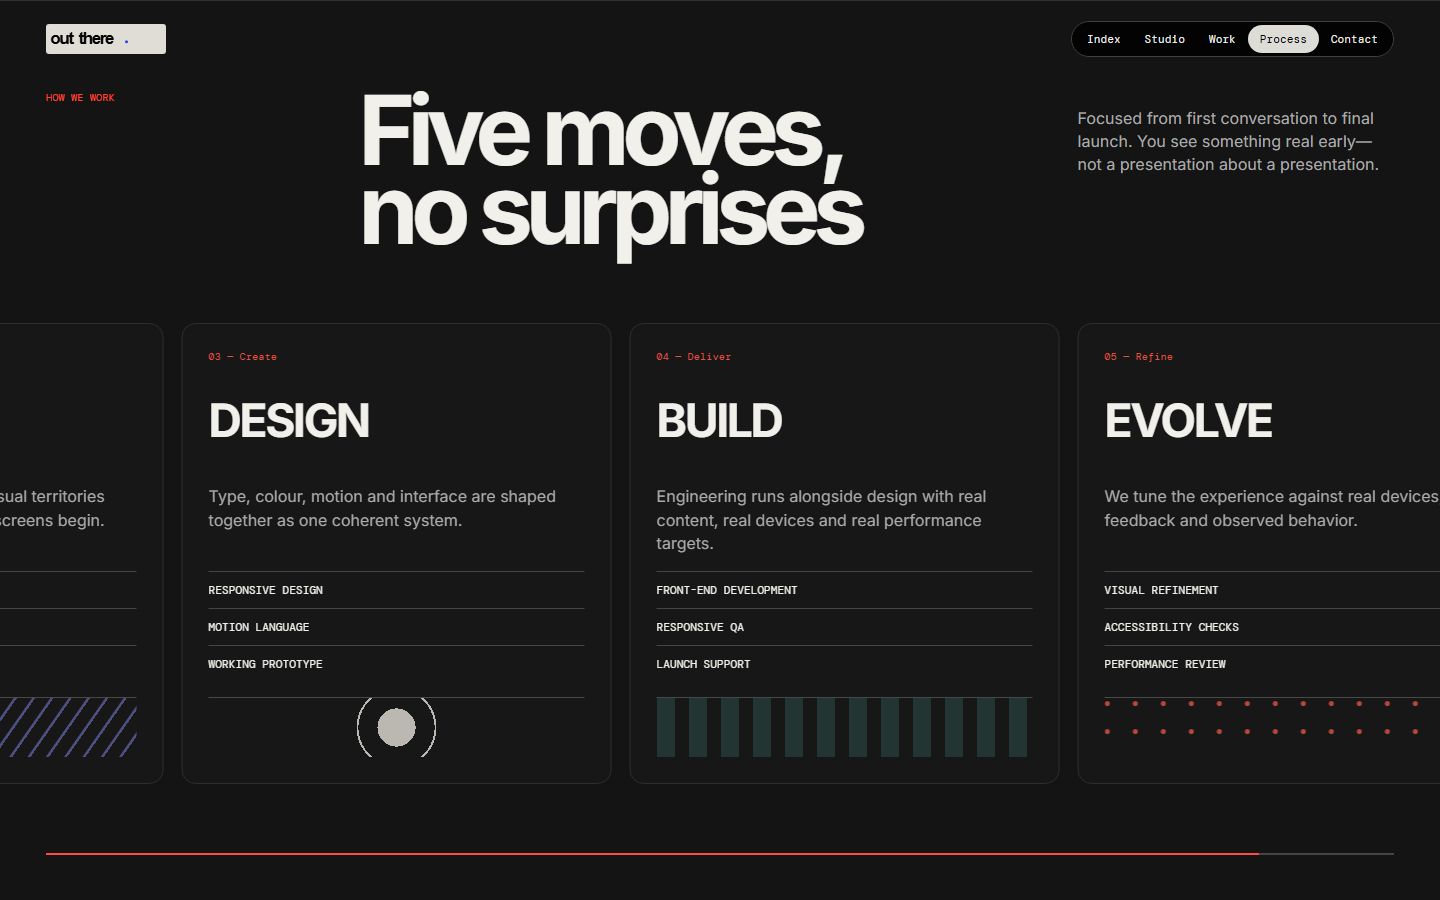 out there .
Index
Studio
Work
Process
Contact
HOW WE WORK
Five moves,
no surprises
Focused from first conversation to final
launch. You see something real early—
not a presentation about a presentation.
sual territories
screens begin.
03 — Create
DESIGN
Type, colour, motion and interface are shaped
together as one coherent system.
RESPONSIVE DESIGN
MOTION LANGUAGE
WORKING PROTOTYPE
04 — Deliver
BUILD
Engineering runs alongside design with real
content, real devices and real performance
targets.
FRONT-END DEVELOPMENT
RESPONSIVE QA
LAUNCH SUPPORT
05 — Refine
EVOLVE
We tune the experience against real devices,
feedback and observed behavior.
VISUAL REFINEMENT
ACCESSIBILITY CHECKS
PERFORMANCE REVIEW